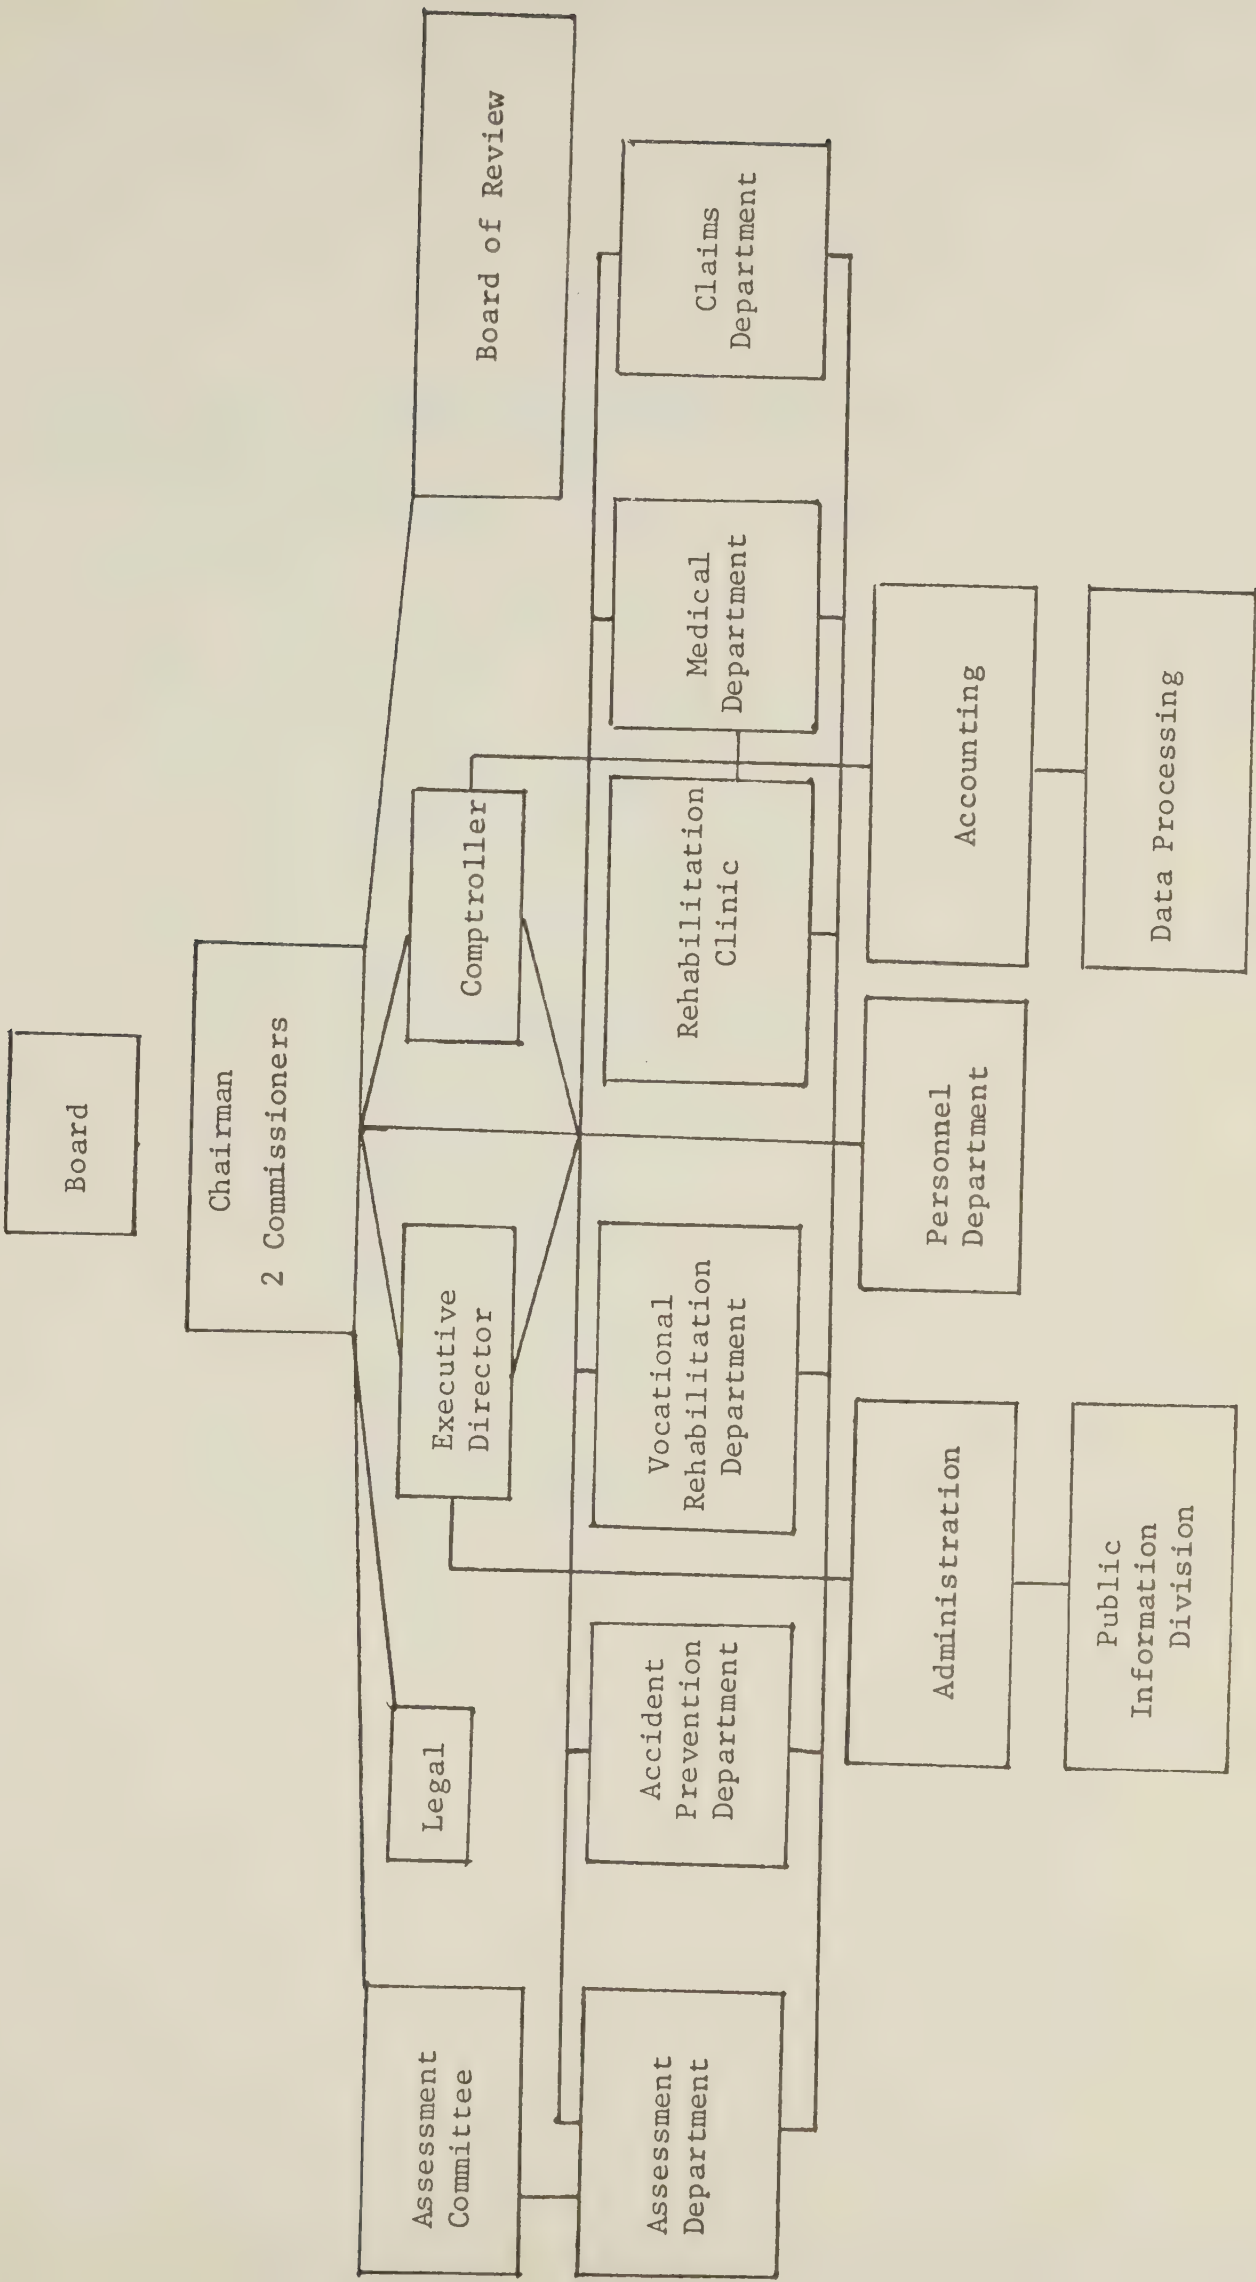 Board
Chairman
2 Commissioners
Assessment
Committee
Legal
Executive
Director
Comptroller
Board of Review
Assessment
Department
Accident
Prevention
Department
Vocational
Rehabilitation
Department
Rehabilitation
Clinic
Medical
Department
Claims
Department
Administration
Personnel
Department
Accounting
Public
Information
Division
Data Processing